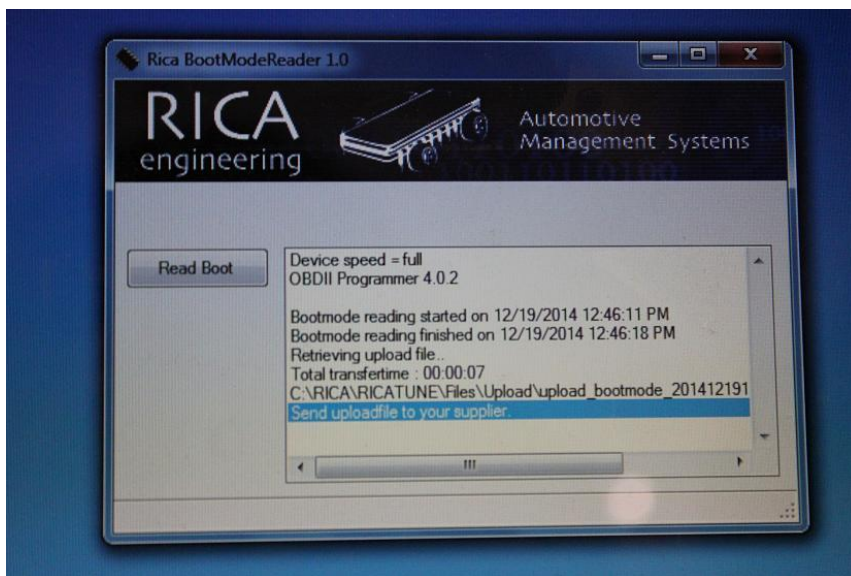 Rica BootModeReader 1.0
RICA
engineering
Automotive
Management Systems
Read Boot
Device speed = full
OBDII Programmer 4.0.2
Bootmode reading started on 12/19/2014 12:46:11 PM
Bootmode reading finished on 12/19/2014 12:46:18 PM
Retrieving upload file..
Total transfertime : 00:00:07
C:\RICA\RICATUNE\Files\Upload\upload_bootmode_201412191
Send uploadfile to your supplier.